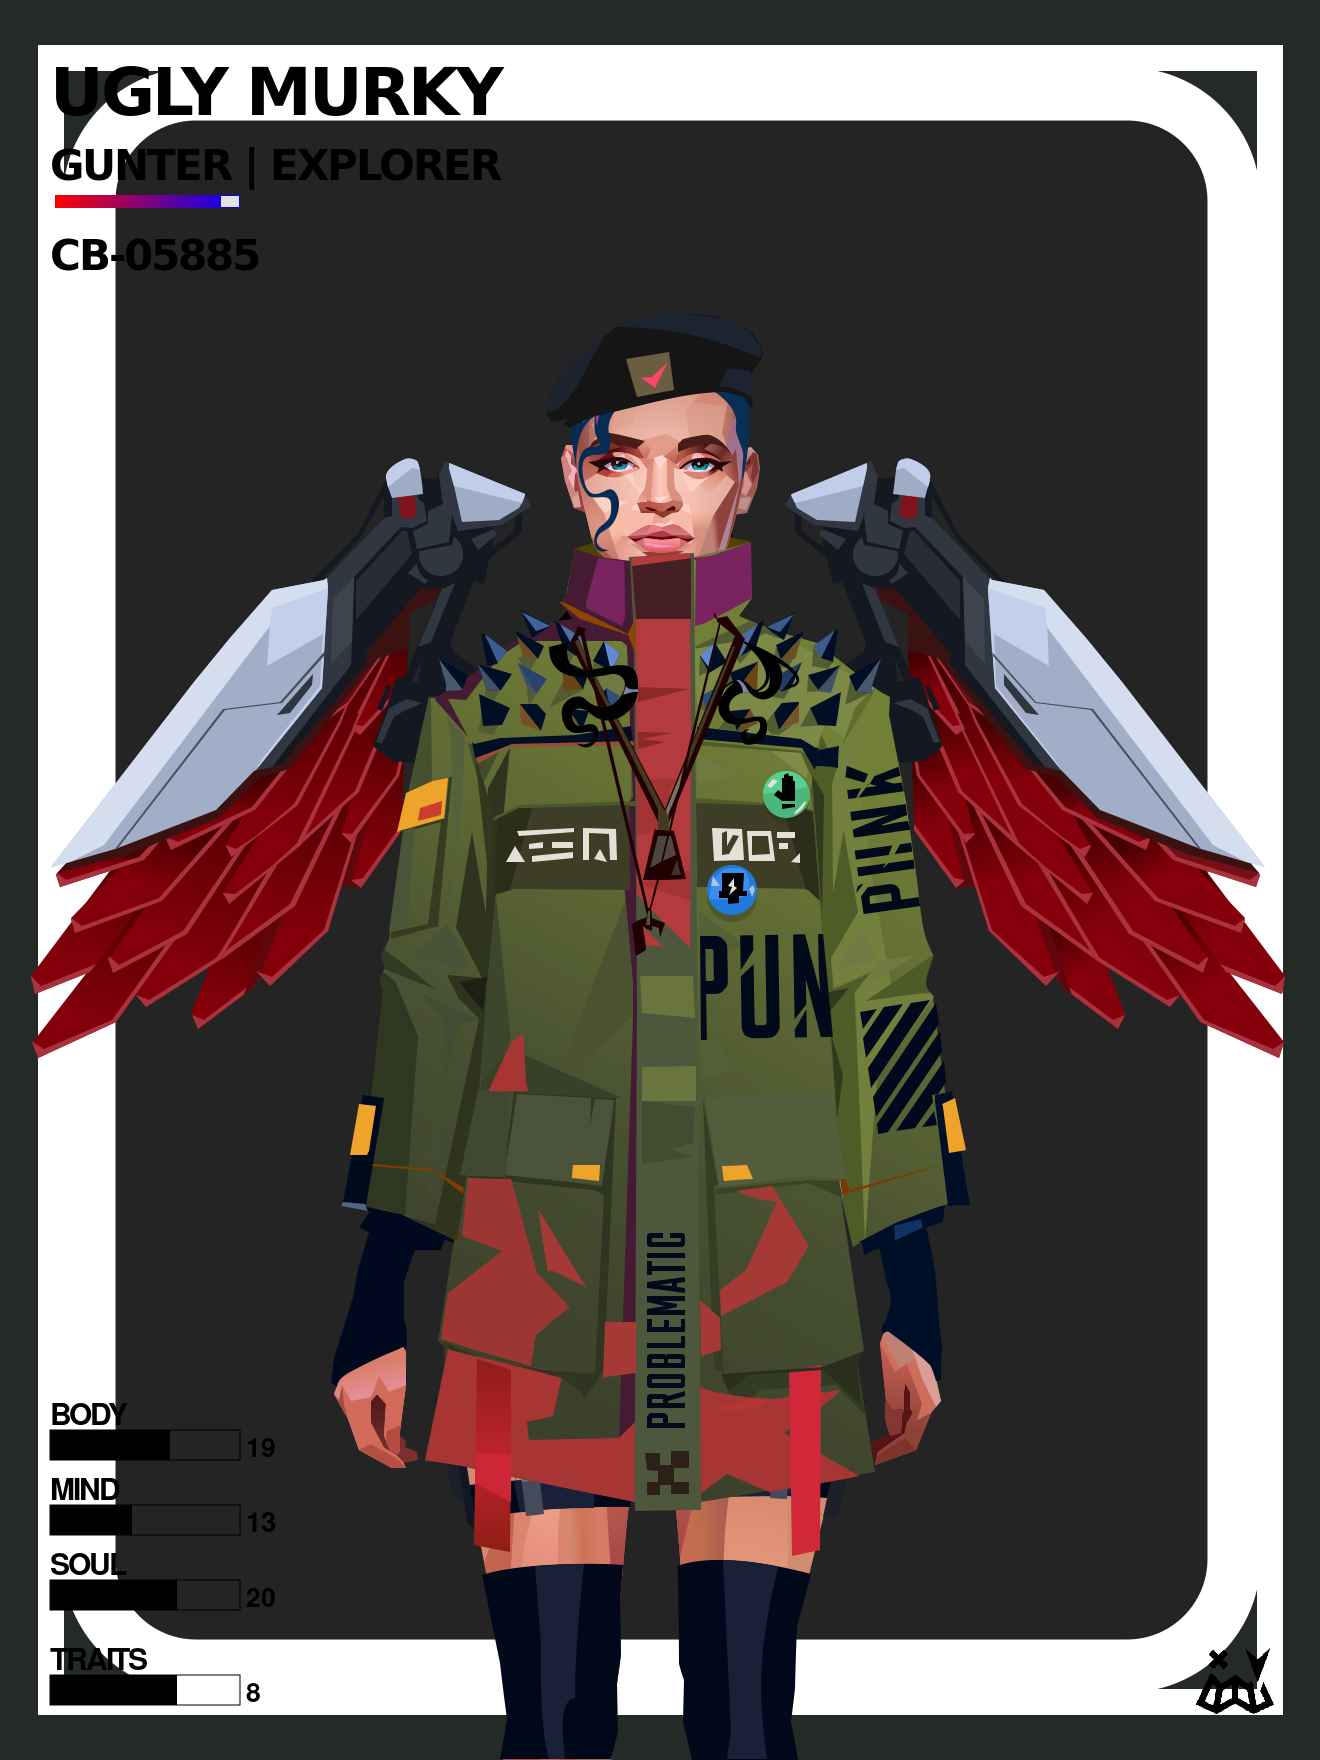 UGLY MURKY
GUNTER | EXPLORER
CB-05885
PUNK
PUN
PROBLEMATIC
BODY
19
MIND
13
SOUL
20
TRAITS
8